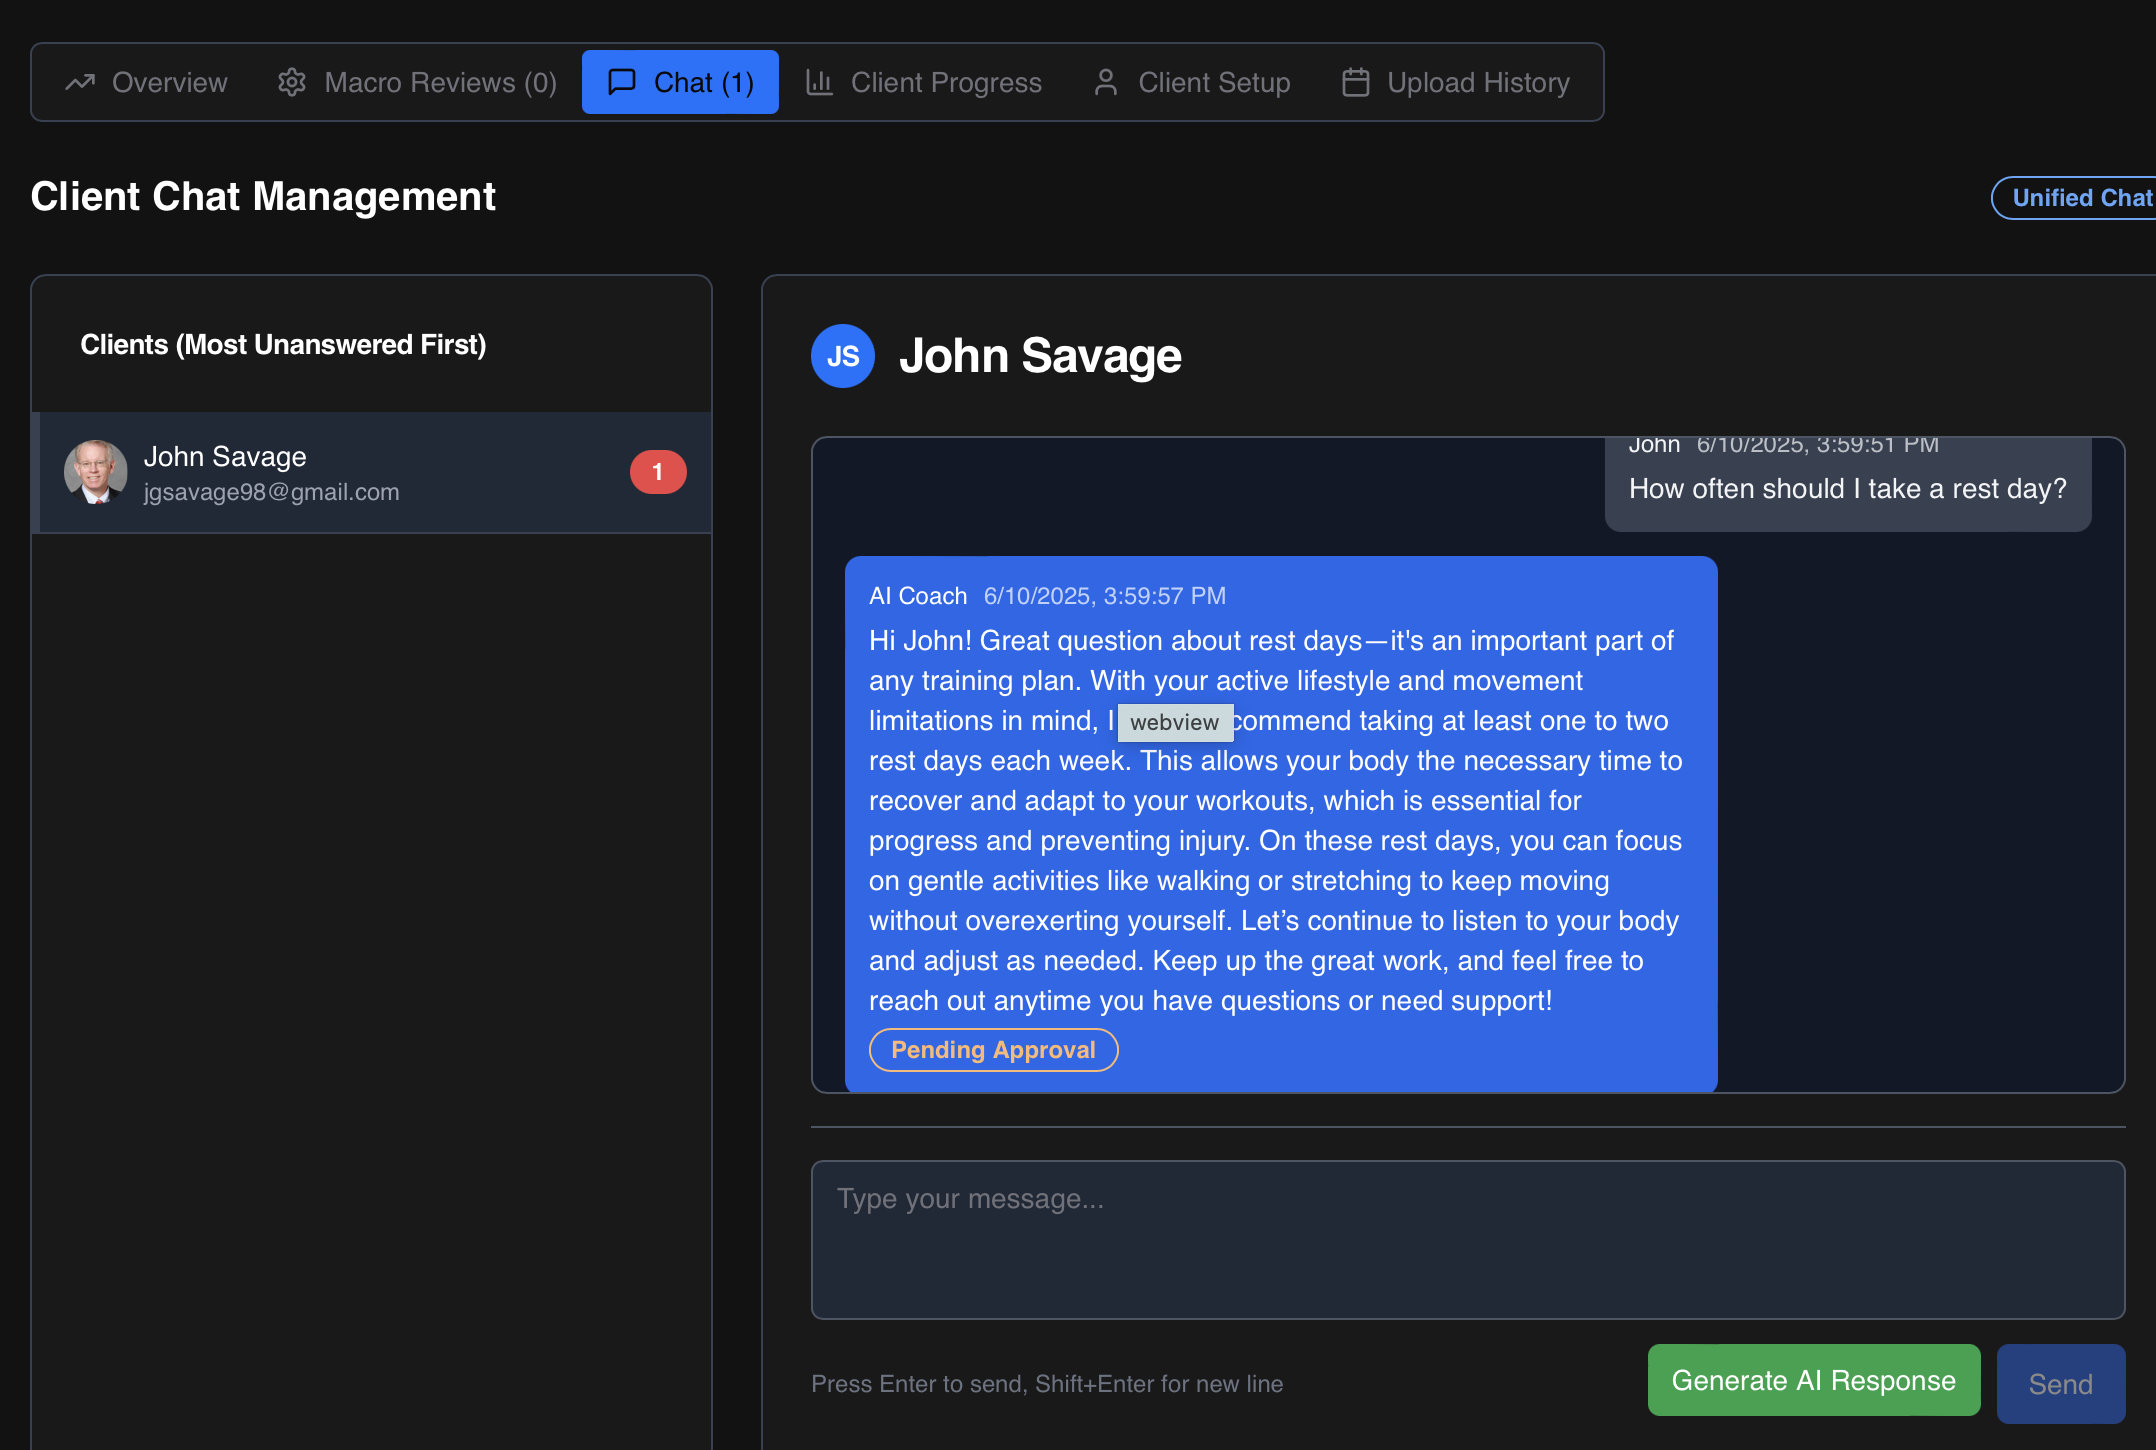 Overview
Macro Reviews (0)
Chat (1)
Client Progress
Client Setup
Upload History
Client Chat Management
Unified Chat
Clients (Most Unanswered First)
John Savage
jgsavage98@gmail.com
1
JS
John Savage
John 6/10/2025, 3:59:51 PM
How often should I take a rest day?
AI Coach 6/10/2025, 3:59:57 PM
Hi John! Great question about rest days—it's an important part of
any training plan. With your active lifestyle and movement
limitations in mind, I webview commend taking at least one to two
rest days each week. This allows your body the necessary time to
recover and adapt to your workouts, which is essential for
progress and preventing injury. On these rest days, you can focus
on gentle activities like walking or stretching to keep moving
without overexerting yourself. Let’s continue to listen to your body
and adjust as needed. Keep up the great work, and feel free to
reach out anytime you have questions or need support!
Pending Approval
Type your message...
Press Enter to send, Shift+Enter for new line
Generate AI Response
Send